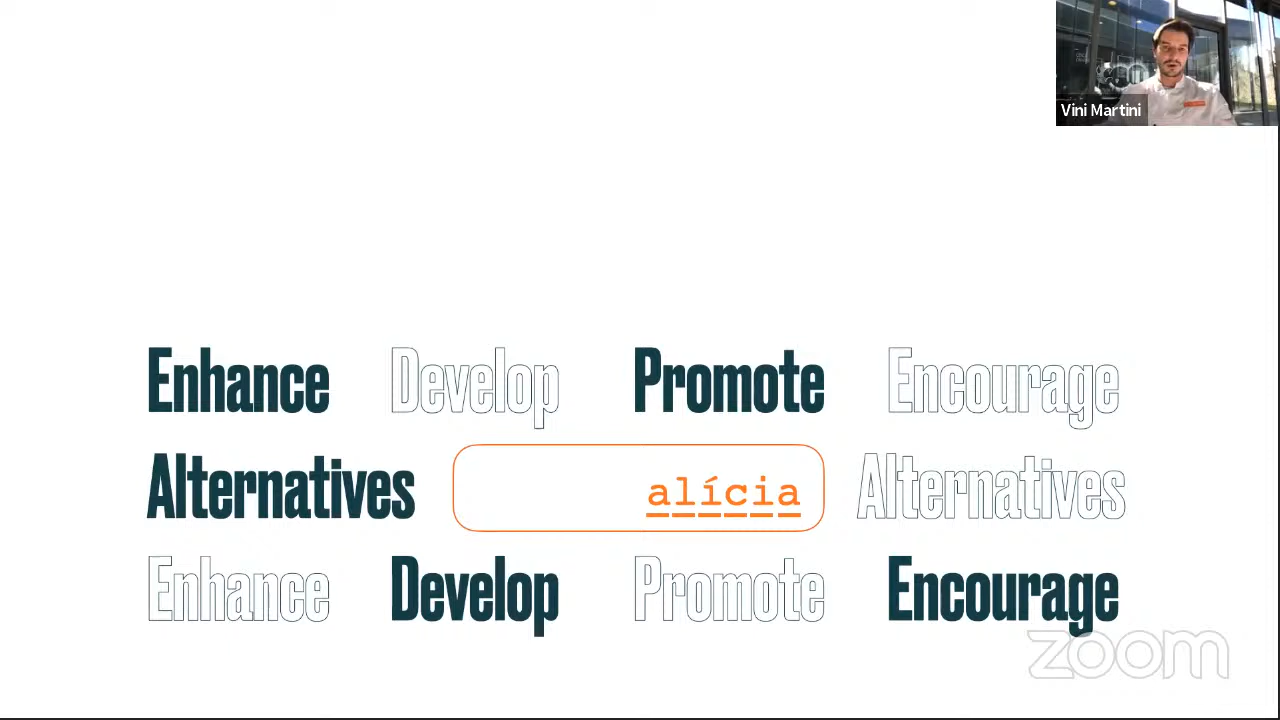 Vini Martini
Enhance Develop Promote Encourage
Alternatives alícia Alternatives
Enhance Develop Promote Encourage
zoom